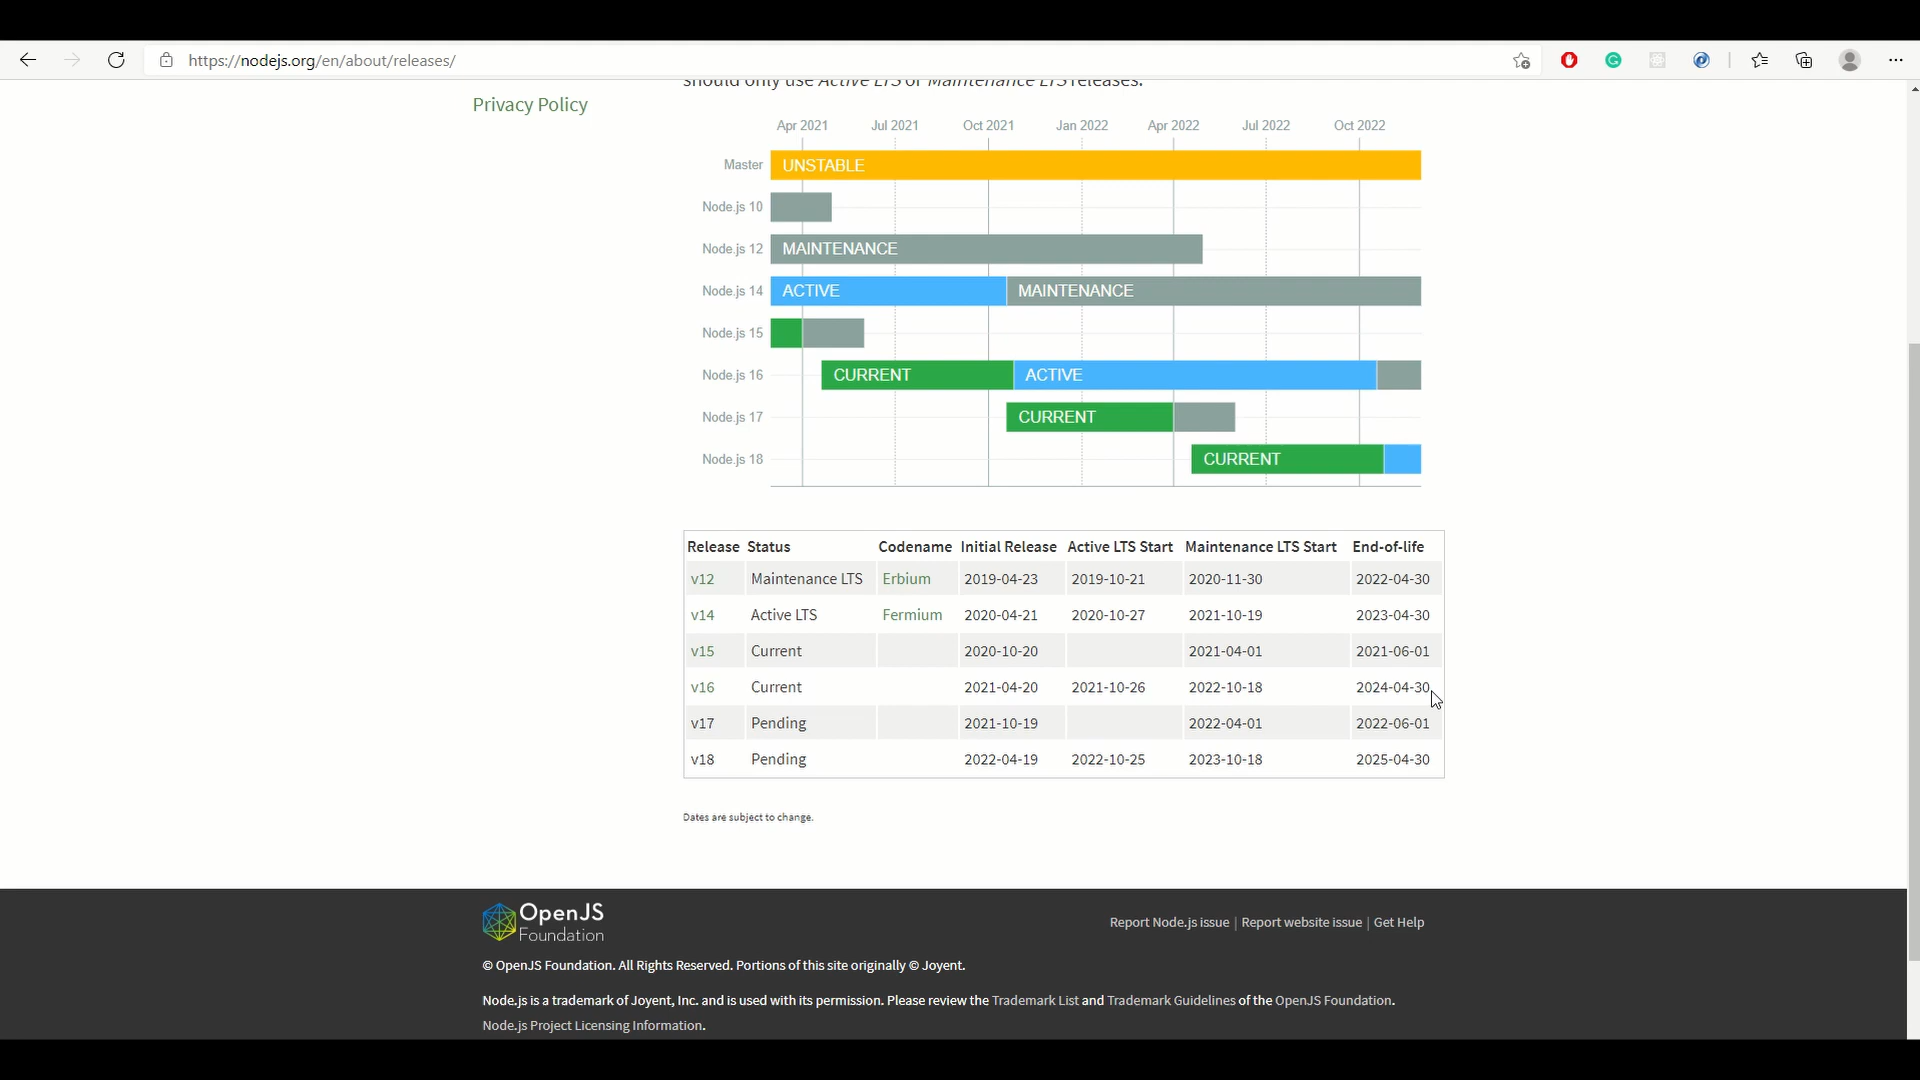 https://nodejs.org/en/about/releases/
should only use Active LTS or Maintenance LTS releases.
Privacy Policy
Apr 2021 Jul 2021 Oct 2021 Jan 2022 Apr 2022 Jul 2022 Oct 2022
Master UNSTABLE
Node.js 10
Node.js 12 MAINTENANCE
Node.js 14 ACTIVE MAINTENANCE
Node.js 15
Node.js 16 CURRENT ACTIVE
Node.js 17 CURRENT
Node.js 18 CURRENT
Release Status Codename Initial Release Active LTS Start Maintenance LTS Start End-of-life
v12 Maintenance LTS Erbium 2019-04-23 2019-10-21 2020-11-30 2022-04-30
v14 Active LTS Fermium 2020-04-21 2020-10-27 2021-10-19 2023-04-30
v15 Current 2020-10-20 2021-04-01 2021-06-01
v16 Current 2021-04-20 2021-10-26 2022-10-18 2024-04-30
v17 Pending 2021-10-19 2022-04-01 2022-06-01
v18 Pending 2022-04-19 2022-10-25 2023-10-18 2025-04-30
Dates are subject to change.
OpenJS
Foundation
Report Node.js issue | Report website issue | Get Help
© OpenJS Foundation. All Rights Reserved. Portions of this site originally © Joyent.
Node.js is a trademark of Joyent, Inc. and is used with its permission. Please review the Trademark List and Trademark Guidelines of the OpenJS Foundation.
Node.js Project Licensing Information.